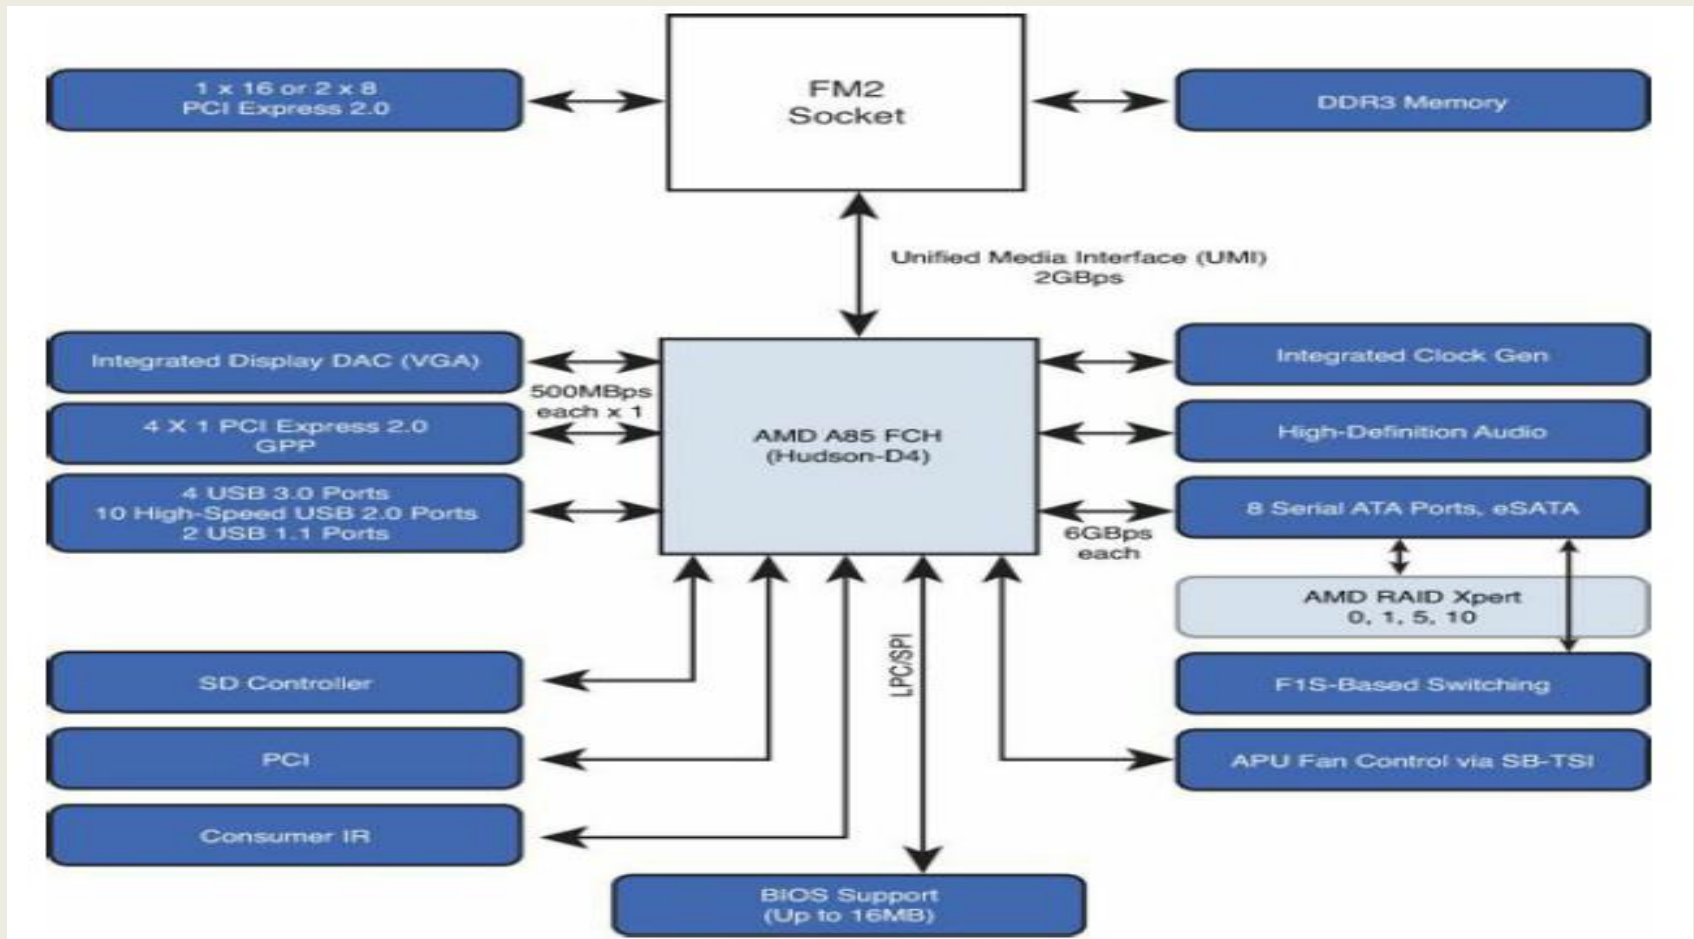 1 x 16 or 2 x 8
PCI Express 2.0
FM2
Socket
DDR3 Memory
Unified Media Interface (UMI)
2GBps
Integrated Display DAC (VGA)
500MBps
each x 1
4 X 1 PCI Express 2.0
GPP
4 USB 3.0 Ports
10 High-Speed USB 2.0 Ports
2 USB 1.1 Ports
AMD A85 FCH
(Hudson-D4)
Integrated Clock Gen
High-Definition Audio
8 Serial ATA Ports, eSATA
6GBps
each
AMD RAID Xpert
0, 1, 5, 10
F1S-Based Switching
APU Fan Control via SB-TSI
SD Controller
PCI
Consumer IR
LPC/SPI
BIOS Support
(Up to 16MB)